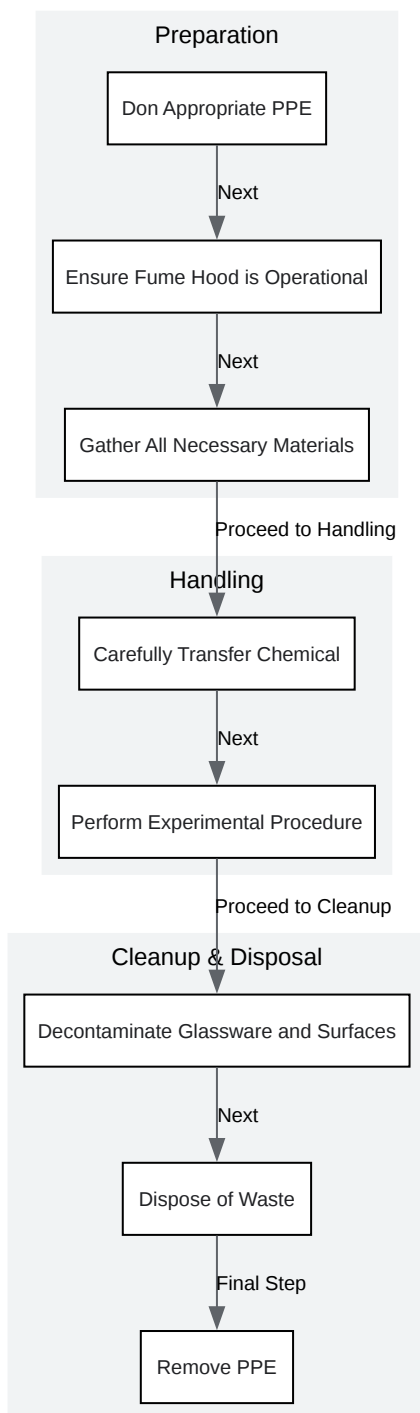 Preparation
Don Appropriate PPE
Next
Ensure Fume Hood is Operational
Next
Gather All Necessary Materials
Proceed to Handling
Handling
Carefully Transfer Chemical
Next
Perform Experimental Procedure
Proceed to Cleanup
Cleanup & Disposal
Decontaminate Glassware and Surfaces
Next
Dispose of Waste
Final Step
Remove PPE